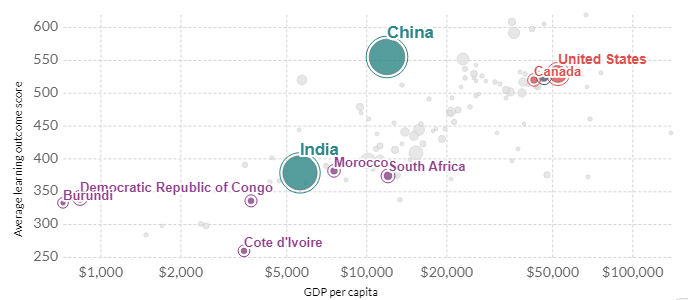 600
550
500
450
400
350
300
250
Average learning outcome score
China
United States
Canada
India
Morocco
South Africa
Democratic Republic of Congo
Burundi
Cote d'Ivoire
$1,000
$2,000
$5,000
$10,000
$20,000
$50,000
$100,000
GDP per capita